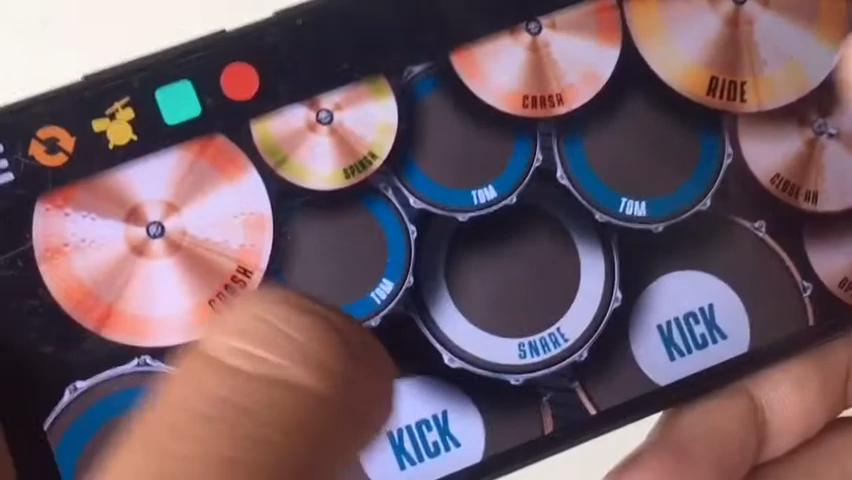 SPLASH
CRASH
RIDE
CRASH
TOM
TOM
TOM
CLOSE HH
SNARE
KICK
KICK